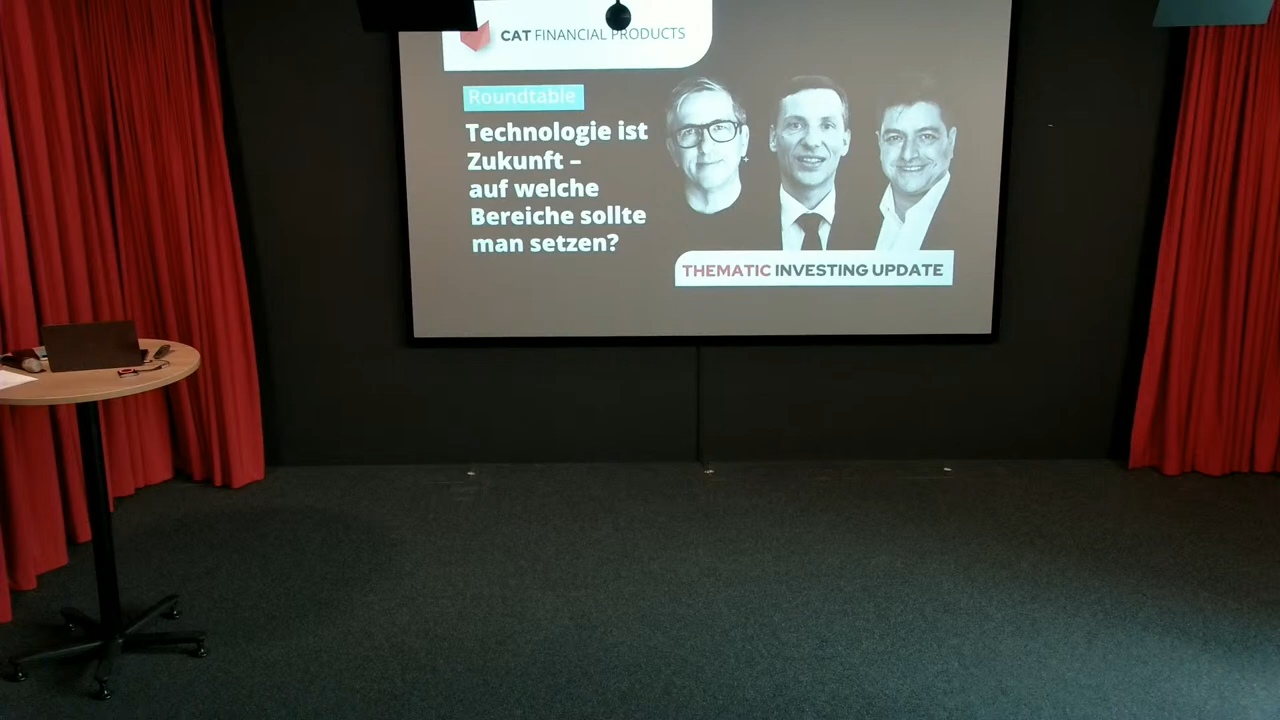 CAT FINANCIAL PRODUCTS
Roundtable
Technologie ist
Zukunft –
auf welche
Bereiche sollte
man setzen?
THEMATIC INVESTING UPDATE